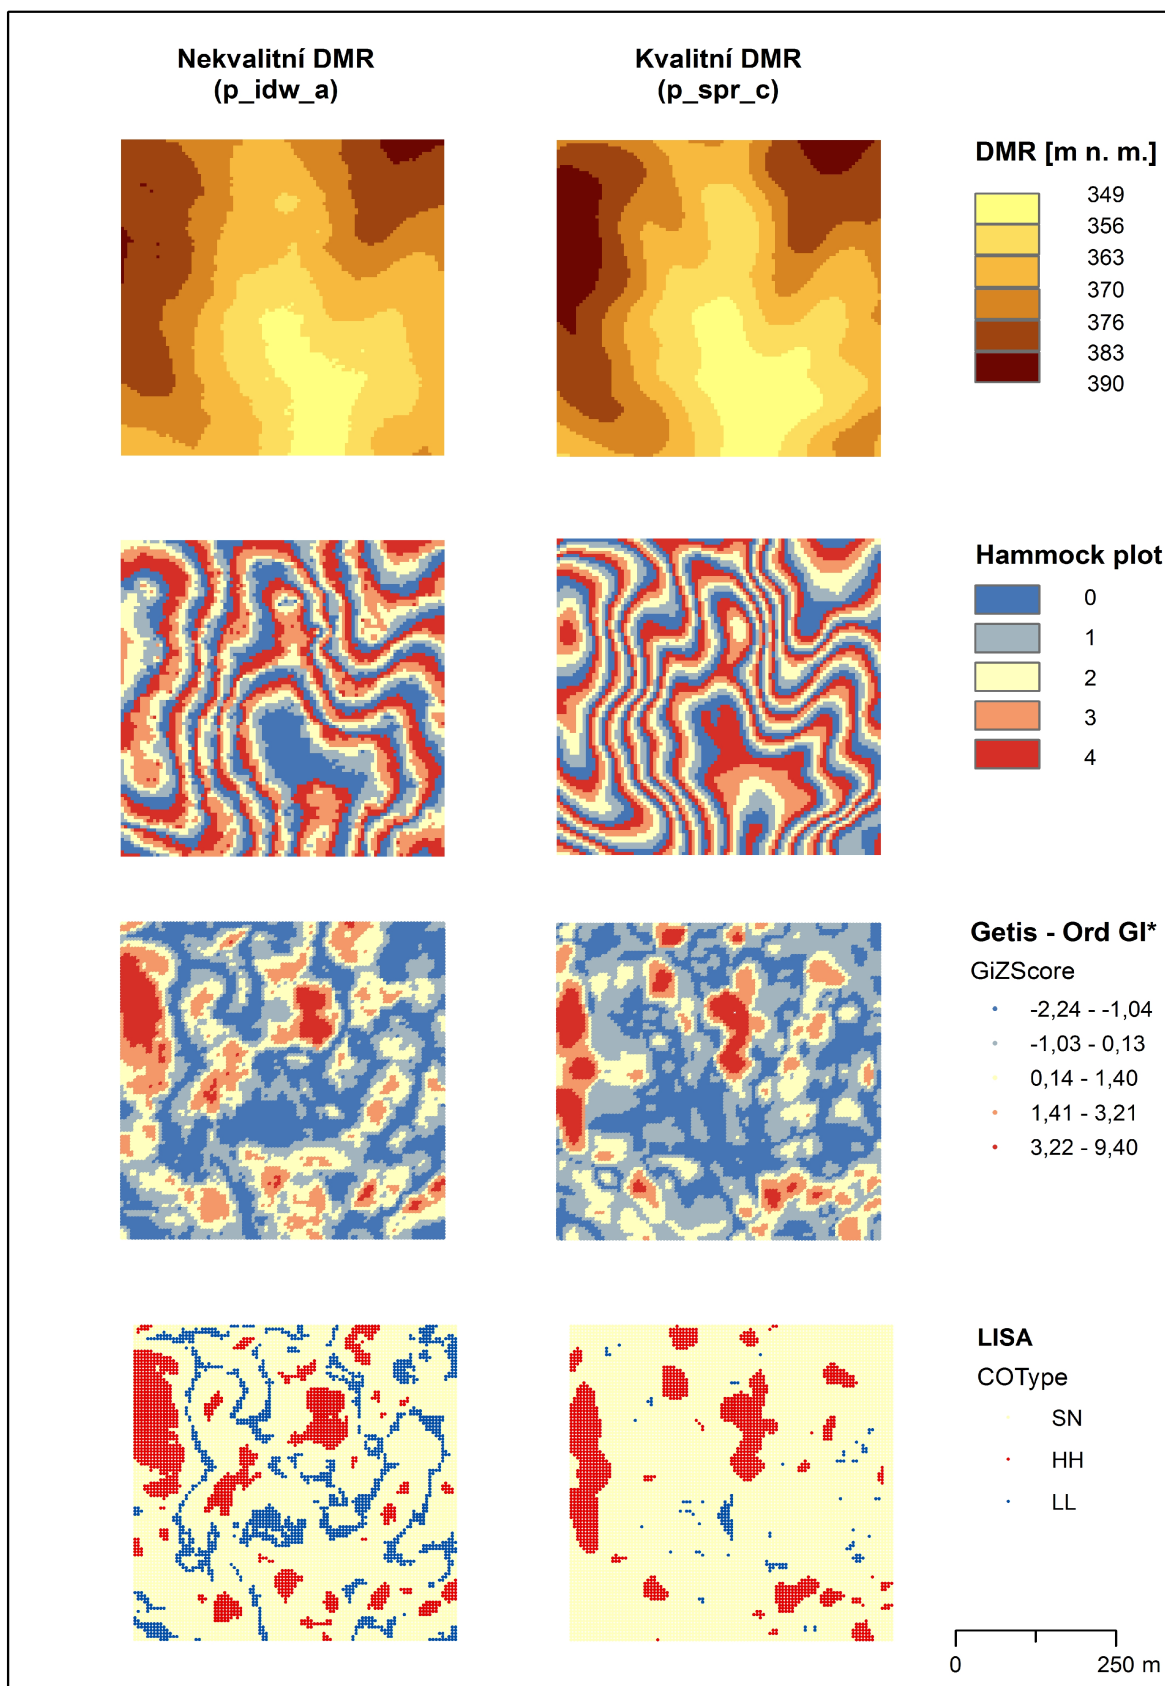 Nekvalitní DMR
(p_idw_a)
Kvalitní DMR
(p_spr_c)
DMR [m n. m.]
349
356
363
370
376
383
390
Hammock plot
0
1
2
3
4
Getis - Ord GI*
GiZScore
-2,24 - -1,04
-1,03 - 0,13
0,14 - 1,40
1,41 - 3,21
3,22 - 9,40
LISA
COType
SN
HH
LL
0 250 m